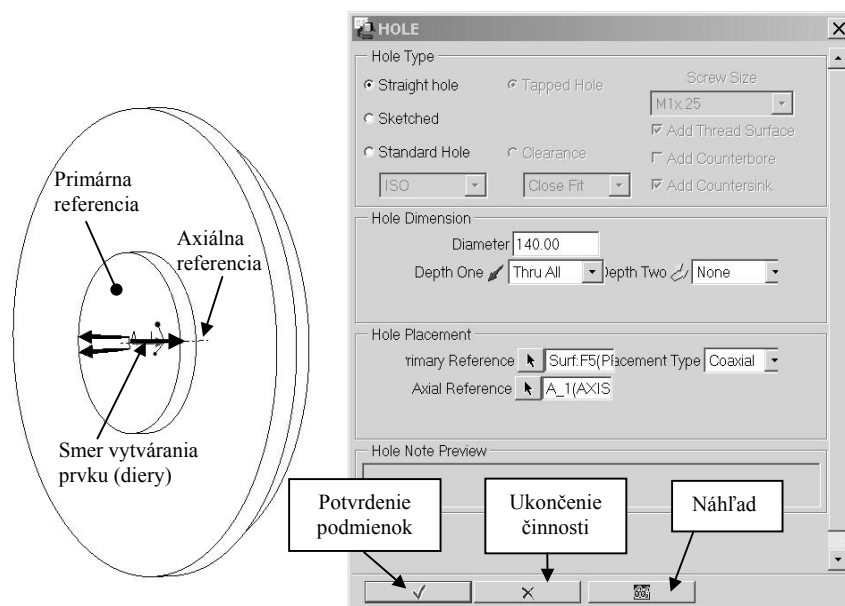 HOLE
Hole Type
Straight hole
Tapped Hole
Screw Size
M1x.25
Sketched
Add Thread Surface
Standard Hole
Clearance
Add Counterbore
ISO
Close Fit
Add Countersink
Hole Dimension
Diameter 140.00
Depth One Thru All
Depth Two None
Hole Placement
Primary Reference Surf:F5(P
lacement Type Coaxial
Axial Reference A_1(AXIS
Hole Note Preview
Primárna
referencia
Axiálna
referencia
Smer vytvárania
prvku (diery)
Potvrdenie
podmienok
Ukončenie
činnosti
Náhľad